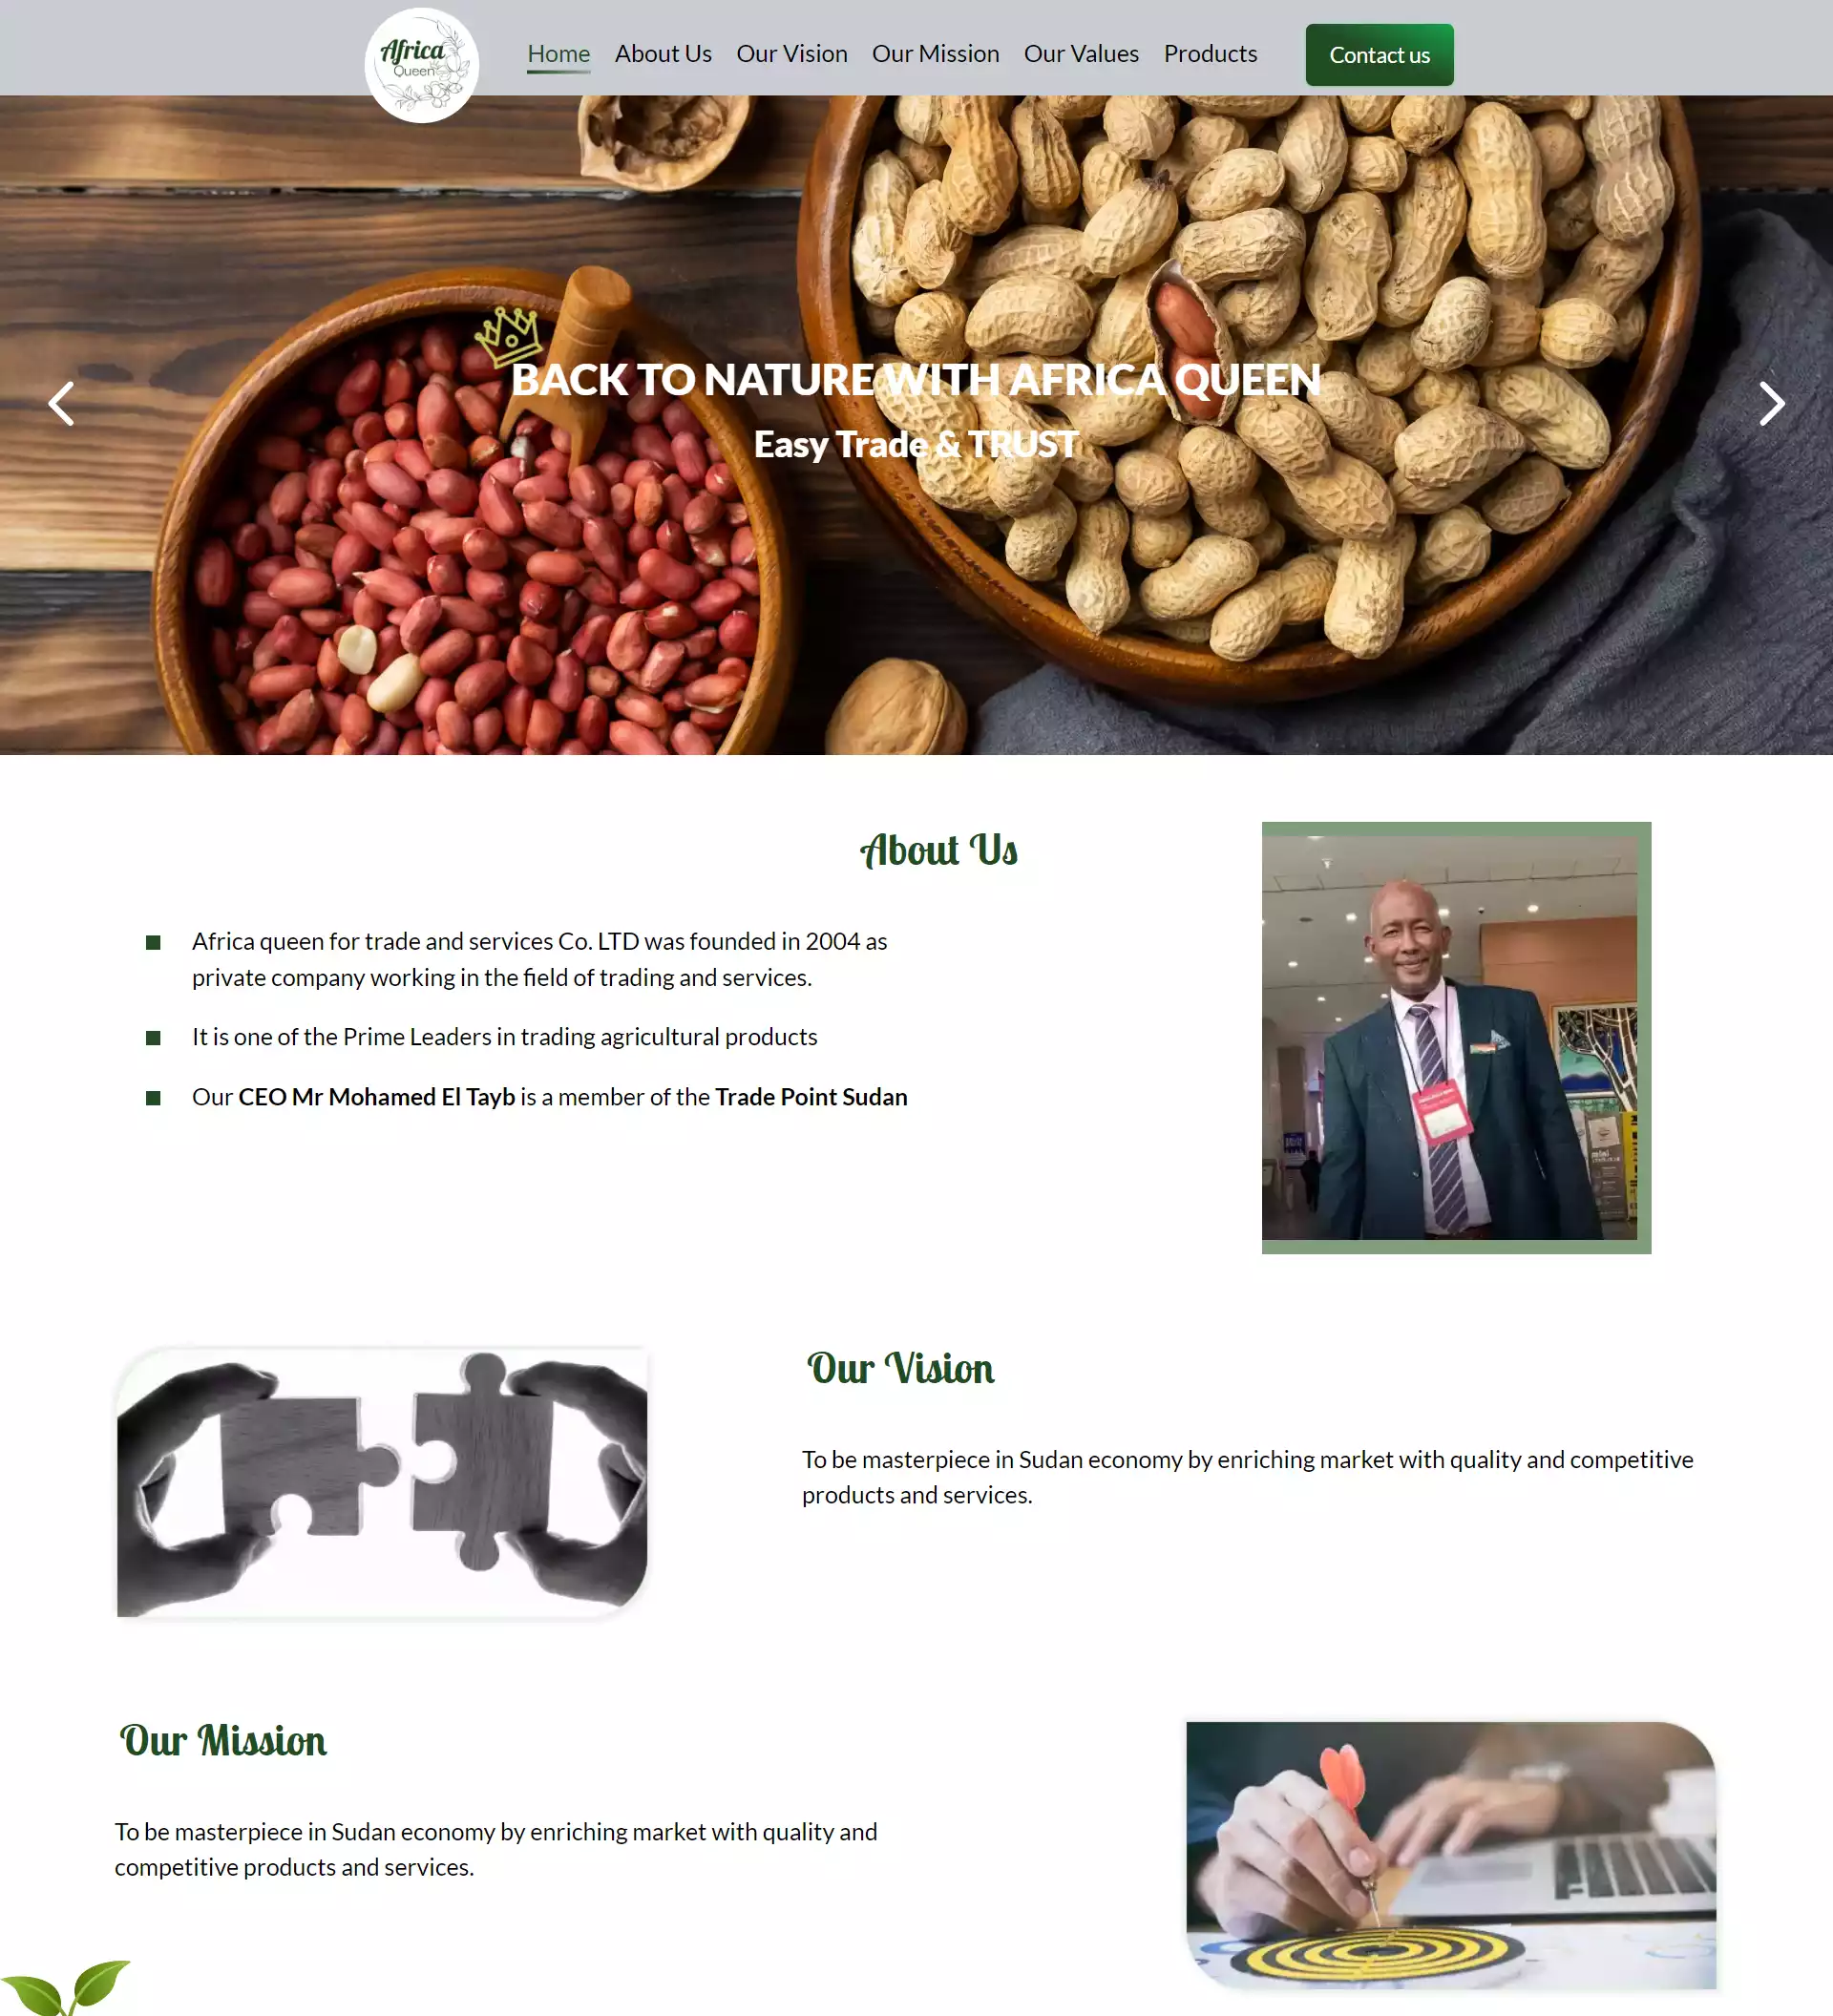 Africa
Queen
Home About Us Our Vision Our Mission Our Values Products Contact us
BACK TO NATURE WITH AFRICA QUEEN
Easy Trade & TRUST
About Us
Africa queen for trade and services Co. LTD was founded in 2004 as
private company working in the field of trading and services.
It is one of the Prime Leaders in trading agricultural products
Our CEO Mr Mohamed El Tayb is a member of the Trade Point Sudan
Our Vision
To be masterpiece in Sudan economy by enriching market with quality and competitive
products and services.
Our Mission
To be masterpiece in Sudan economy by enriching market with quality and
competitive products and services.